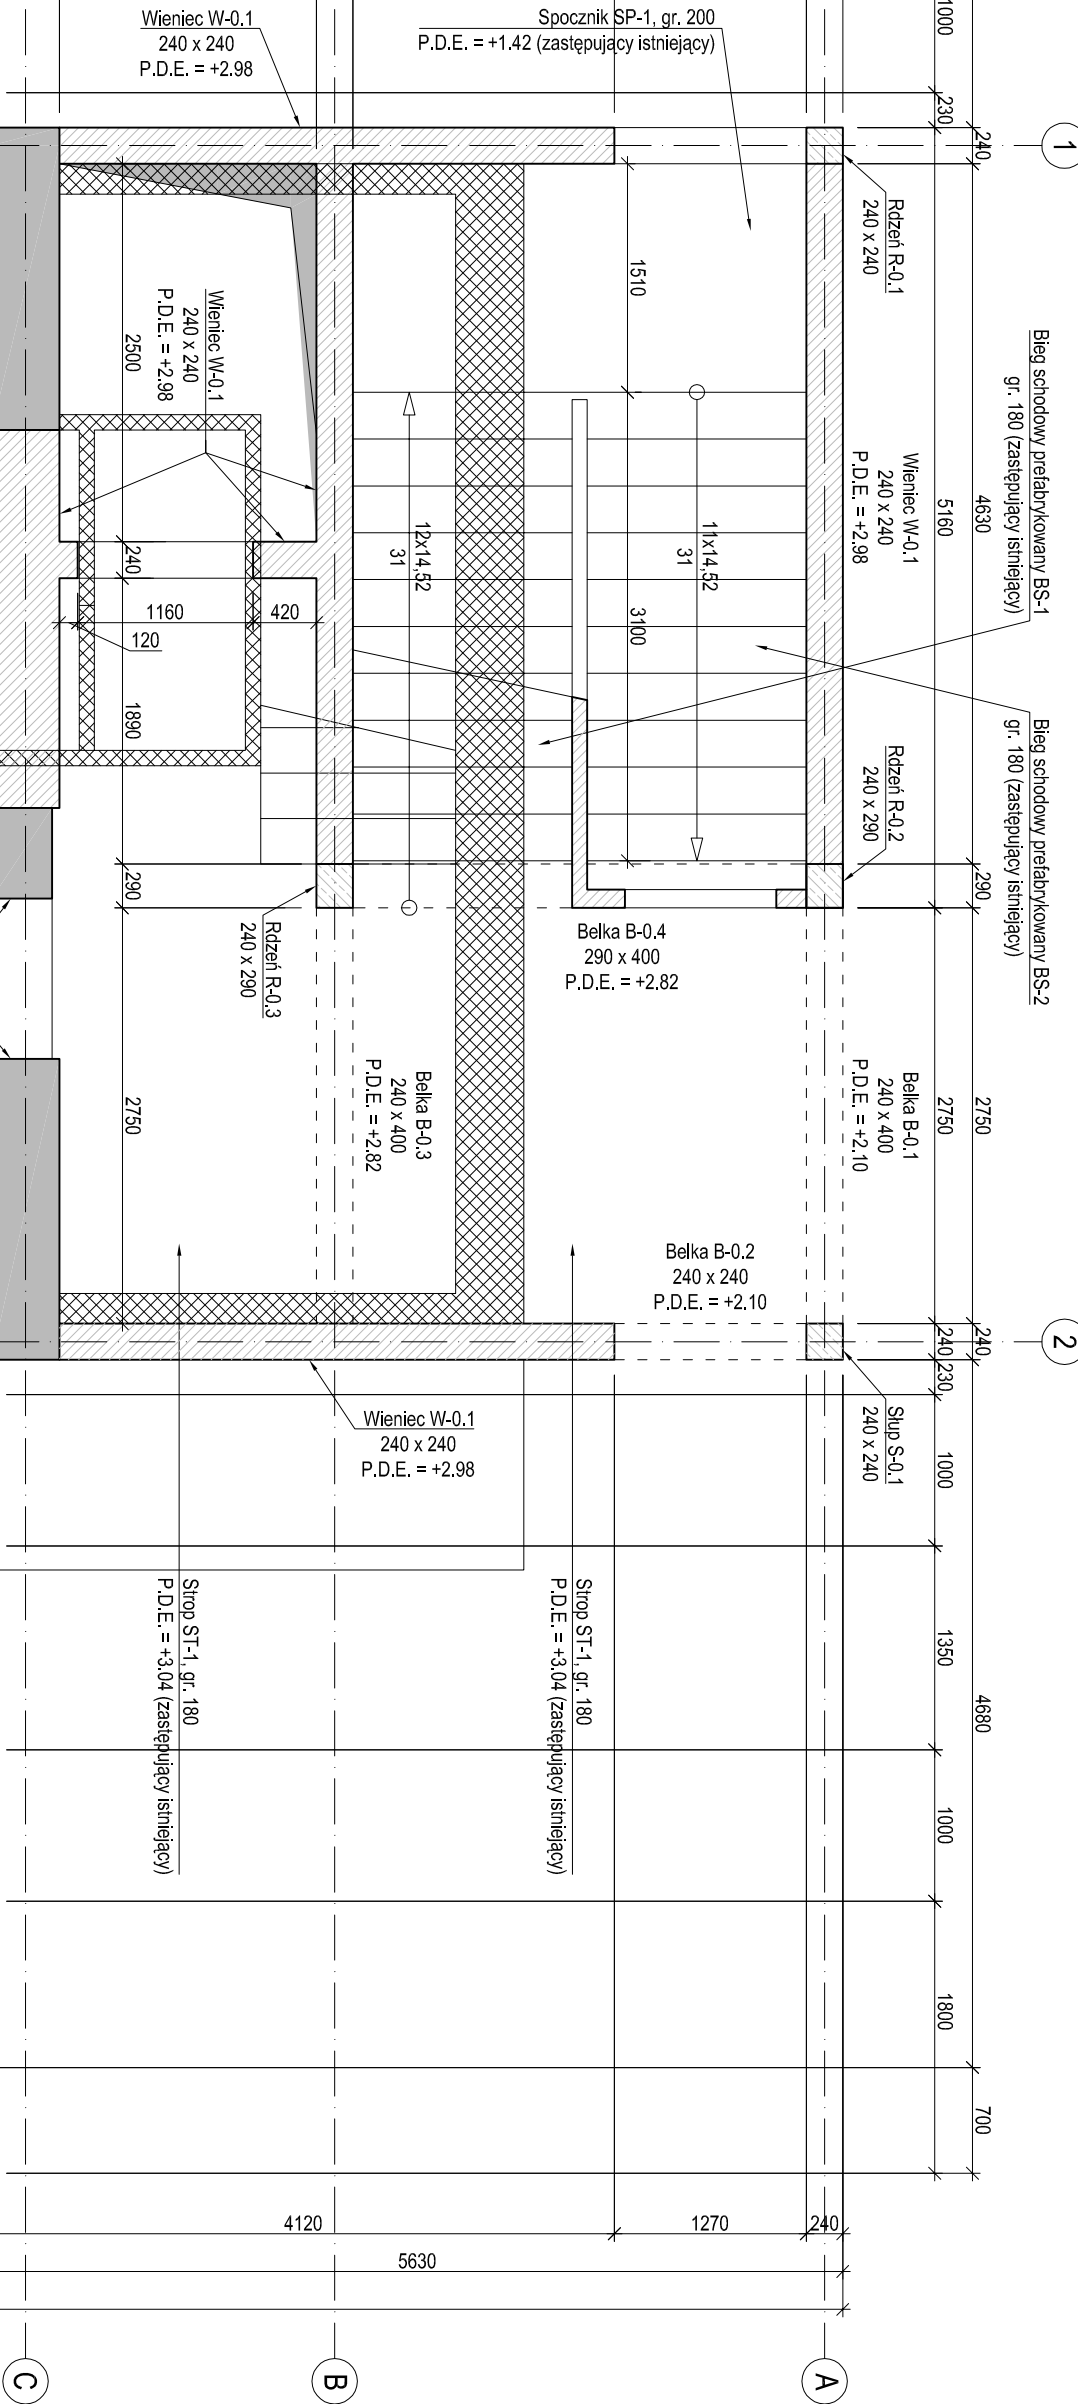 Wieniec W-0.1
240 x 240
P.D.E. = +2.98
Spocznik SP-1, gr. 200
P.D.E. = +1.42 (zastępujący istniejący)
1000
230
240
1
Rdzeń R-0.1
240 x 240
1510
Bieg schodowy prefabrykowany BS-1
gr. 180 (zastępujący istniejący)
Wieniec W-0.1
240 x 240
P.D.E. = +2.98
2500
Wieniec W-0.1
240 x 240
P.D.E. = +2.98
5160
4630
12x14,52
31
11x14,52
31
240
1160
420
120
3100
1890
Bieg schodowy prefabrykowany BS-2
gr. 180 (zastępujący istniejący)
Rdzeń R-0.2
240 x 290
290
290
Rdzeń R-0.3
240 x 290
Belka B-0.4
290 x 400
P.D.E. = +2.82
Belka B-0.3
240 x 400
P.D.E. = +2.82
Belka B-0.1
240 x 400
P.D.E. = +2.10
2750
2750
2750
Belka B-0.2
240 x 240
P.D.E. = +2.10
240
240
2
230
Wieniec W-0.1
240 x 240
P.D.E. = +2.98
Słup S-0.1
240 x 240
1000
Strop ST-1, gr. 180
P.D.E. = +3.04 (zastępujący istniejący)
Strop ST-1, gr. 180
P.D.E. = +3.04 (zastępujący istniejący)
1350
4680
1000
1800
700
4120
1270
240
5630
C
B
A